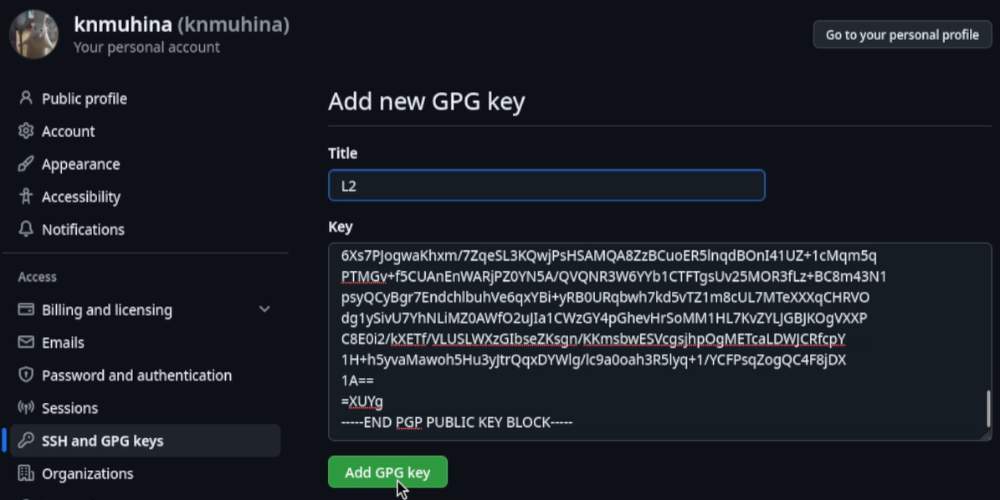 knmuhina (knmuhina)
Your personal account
Go to your personal profile
Public profile
Account
Appearance
Accessibility
Notifications
Access
Billing and licensing
Emails
Password and authentication
Sessions
SSH and GPG keys
Organizations
Add new GPG key
Title
L2
Key
6Xs7PJogwaKhxm/7ZqeSL3KQwjPsHSAMQA8ZzBCuoER5lnqdBOnI41UZ+1cMqm5q
PTMGv+f5CUAnEnWARjPZ0YN5A/QVQNR3W6YYb1CTFTgsUv25MOR3fLz+BC8m43N1
psyQCyBgr7EndchlbuhVe6qxYBi+yRB0URqbwh7kd5vTZ1m8cUL7MTeXXXqCHRVO
dg1ySivU7YhNLiMZ0AWfO2uJIa1CWzGY4pGhevHrSoMM1HL7KvZYLJGBJKOgVXXP
C8E0i2/kXETf/VLUSLWXzGIbseZKsgn/KKmsbwESVcgsjhpOgMETcaLDWJCRfcpY
1H+h5yvaMawoh5Hu3yJtrQqxDYWlg/lc9a0oah3R5lyq+1/YCFPsqZogQC4F8jDX
1A==
=XUYg
-----END PGP PUBLIC KEY BLOCK-----
Add GPG key